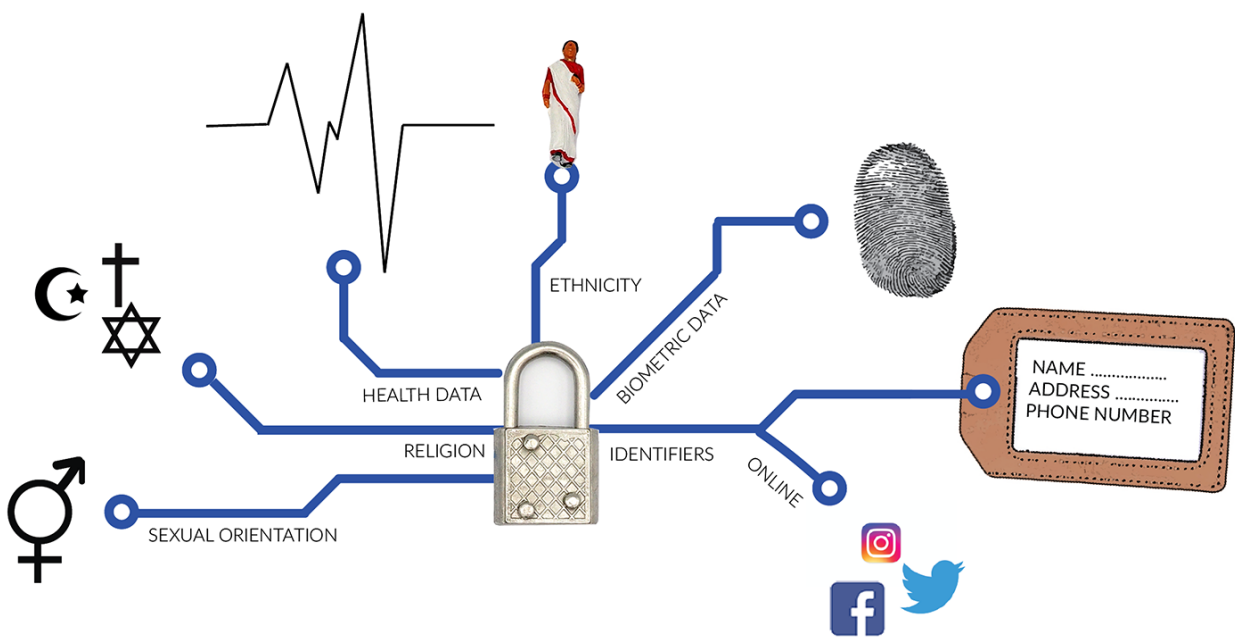 ETHNICITY
BIOMETRIC DATA
HEALTH DATA
RELIGION
IDENTIFIERS
ONLINE
SEXUAL ORIENTATION
NAME .................
ADDRESS ..............
PHONE NUMBER